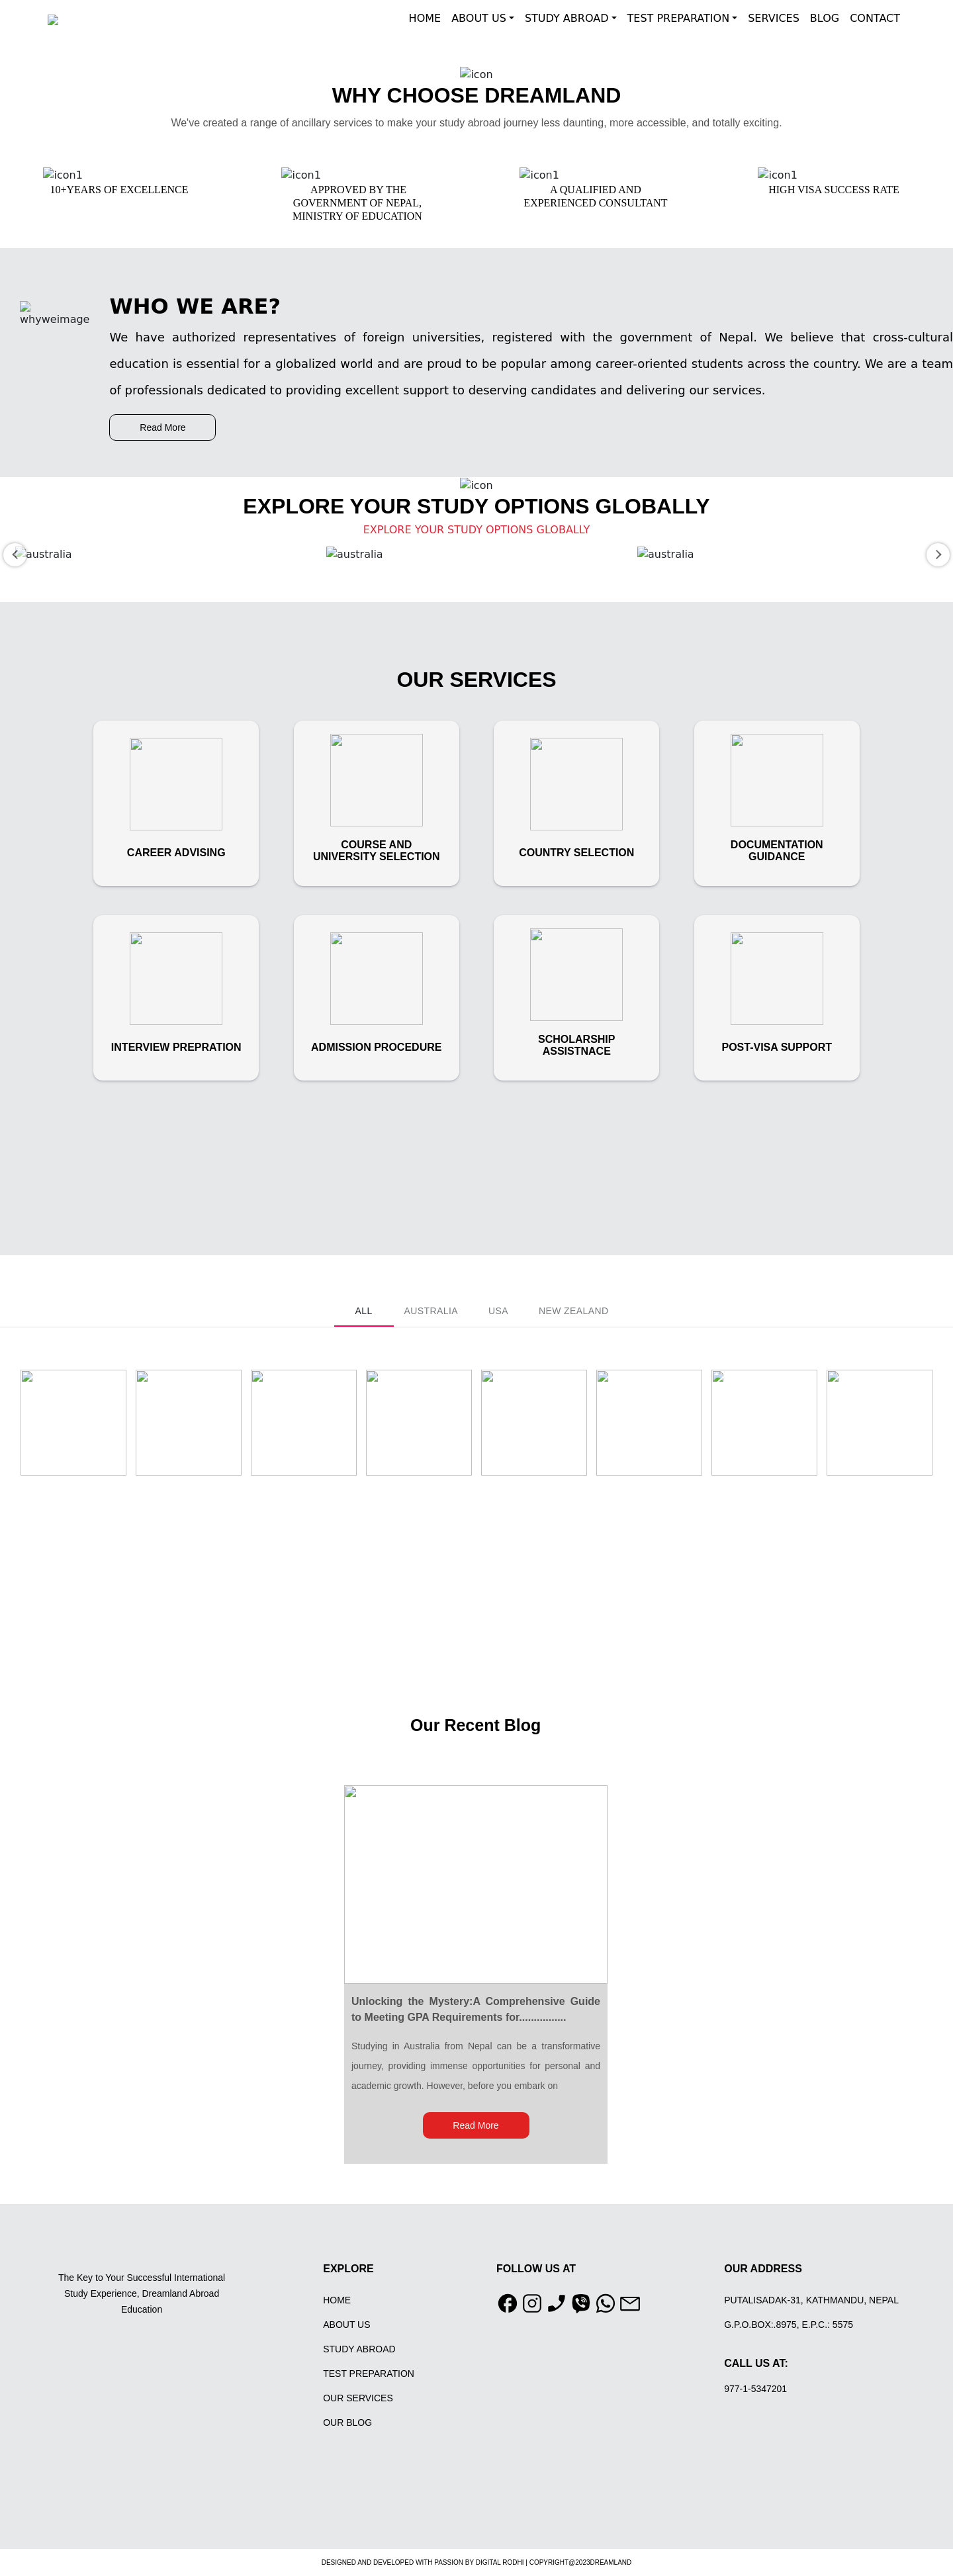 HOME ABOUT US STUDY ABROAD TEST PREPARATION SERVICES BLOG CONTACT
icon
WHY CHOOSE DREAMLAND
We've created a range of ancillary services to make your study abroad journey less daunting, more accessible, and totally exciting.
icon1
10+YEARS OF EXCELLENCE
icon1
APPROVED BY THE
GOVERNMENT OF NEPAL,
MINISTRY OF EDUCATION
icon1
A QUALIFIED AND
EXPERIENCED CONSULTANT
icon1
HIGH VISA SUCCESS RATE
whyweimage
WHO WE ARE?
We have authorized representatives of foreign universities, registered with the government of Nepal. We believe that cross-cultural
education is essential for a globalized world and are proud to be popular among career-oriented students across the country. We are a team
of professionals dedicated to providing excellent support to deserving candidates and delivering our services.
Read More
icon
EXPLORE YOUR STUDY OPTIONS GLOBALLY
EXPLORE YOUR STUDY OPTIONS GLOBALLY
australia australia australia
OUR SERVICES
CAREER ADVISING
COURSE AND
UNIVERSITY SELECTION
COUNTRY SELECTION
DOCUMENTATION
GUIDANCE
INTERVIEW PREPRATION
ADMISSION PROCEDURE
SCHOLARSHIP
ASSISTNACE
POST-VISA SUPPORT
ALL AUSTRALIA USA NEW ZEALAND
Our Recent Blog
Unlocking the Mystery:A Comprehensive Guide
to Meeting GPA Requirements for................
Studying in Australia from Nepal can be a transformative
journey, providing immense opportunities for personal and
academic growth. However, before you embark on
Read More
The Key to Your Successful International
Study Experience, Dreamland Abroad
Education
EXPLORE
HOME
ABOUT US
STUDY ABROAD
TEST PREPARATION
OUR SERVICES
OUR BLOG
FOLLOW US AT
OUR ADDRESS
PUTALISADAK-31, KATHMANDU, NEPAL
G.P.O.BOX:.8975, E.P.C.: 5575
CALL US AT:
977-1-5347201
DESIGNED AND DEVELOPED WITH PASSION BY DIGITAL RODHI | COPYRIGHT@2023DREAMLAND